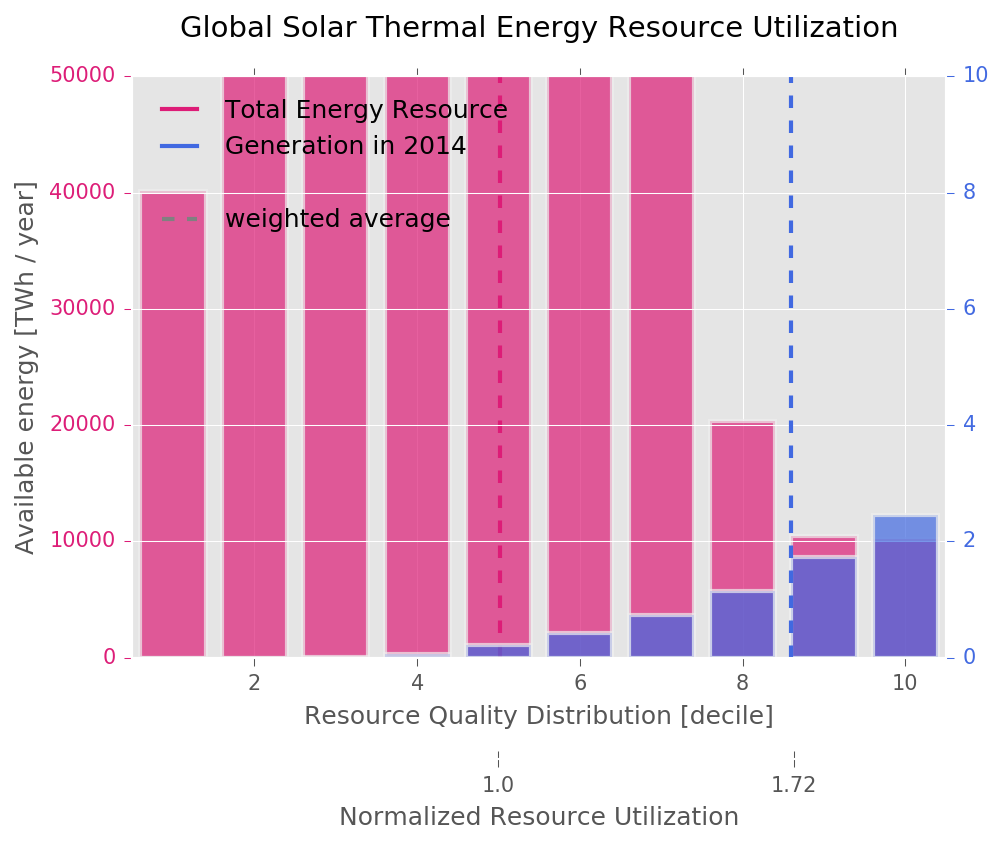 Global Solar Thermal Energy Resource Utilization
50000
10
Total Energy Resource
Generation in 2014
40000
8
weighted average
30000
6
20000
4
10000
2
0
0
Available energy [TWh / year]
2
4
6
8
10
Resource Quality Distribution [decile]
1.0
1.72
Normalized Resource Utilization